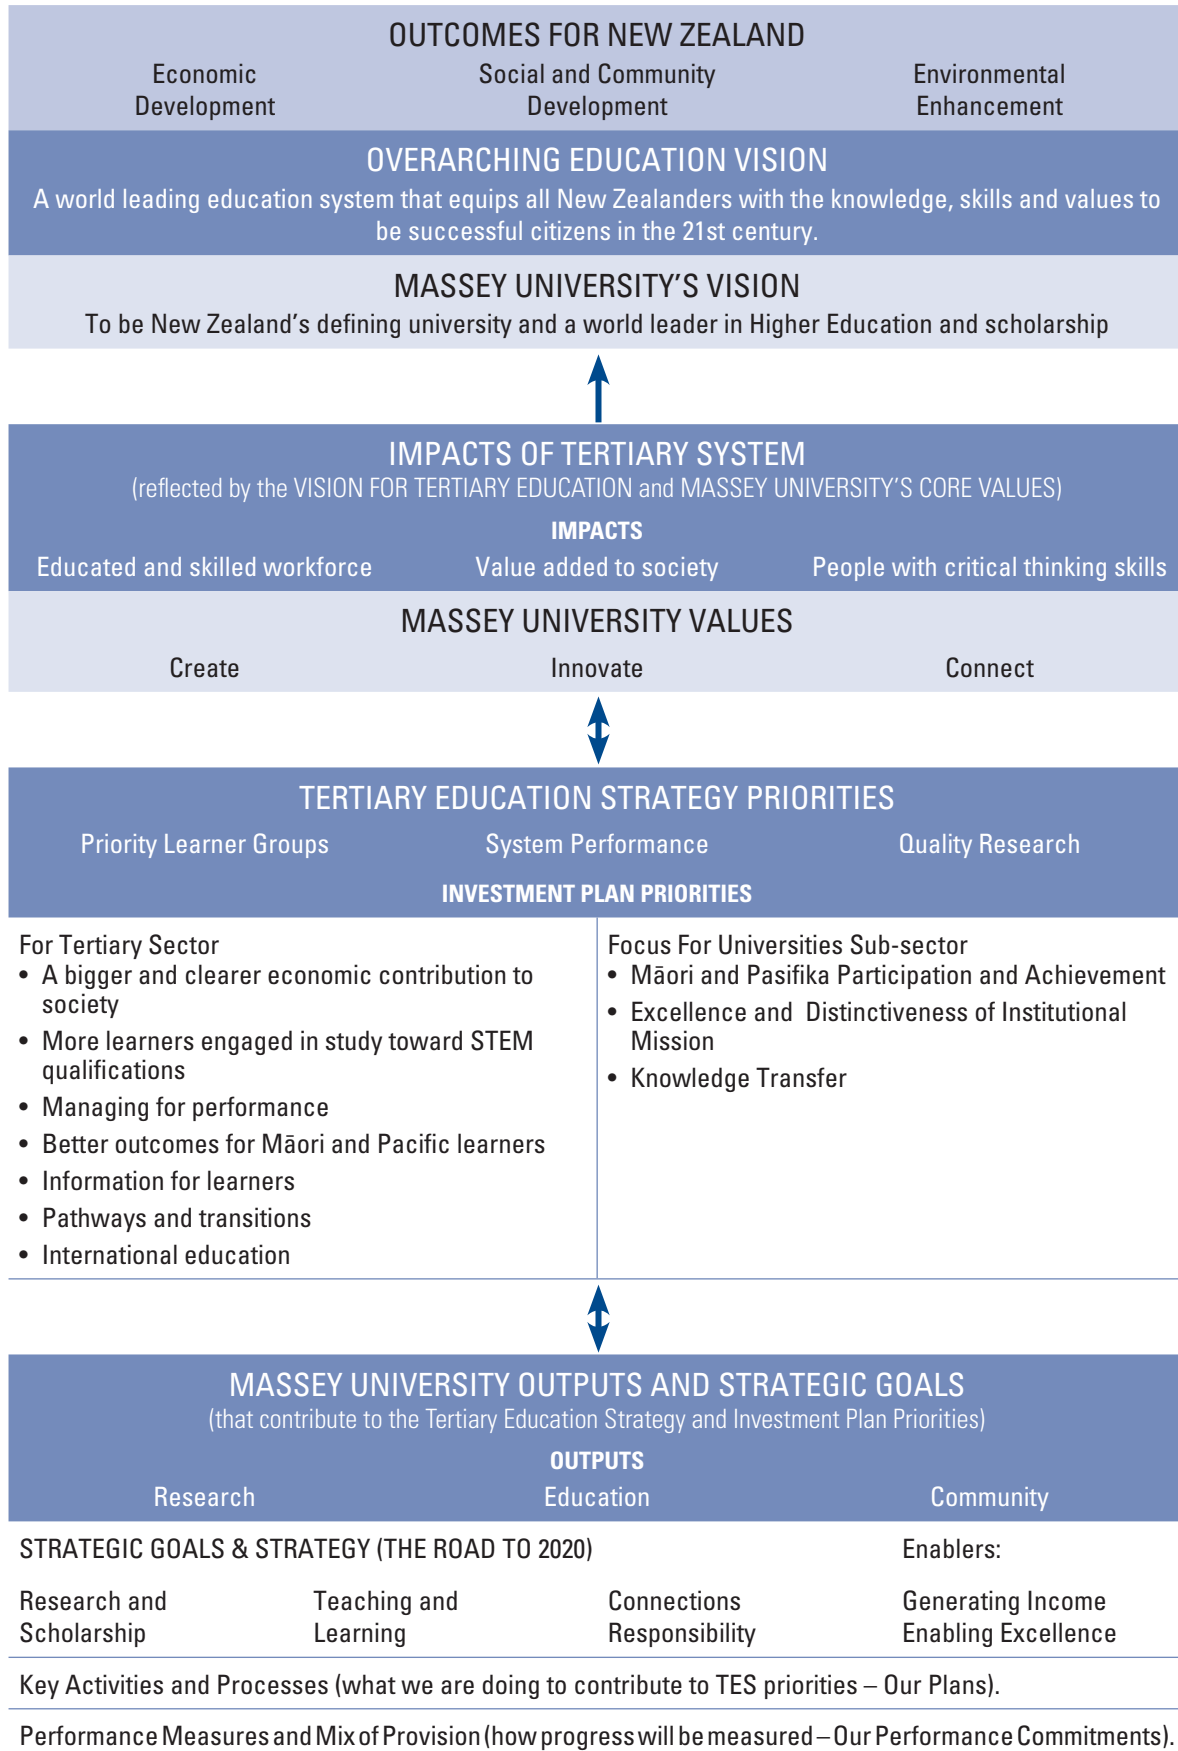 OUTCOMES FOR NEW ZEALAND
Economic Development
Social and Community Development
Environmental Enhancement
OVERARCHING EDUCATION VISION
A world leading education system that equips all New Zealanders with the knowledge, skills and values to
be successful citizens in the 21st century.
MASSEY UNIVERSITY'S VISION
To be New Zealand's defining university and a world leader in Higher Education and scholarship
IMPACTS OF TERTIARY SYSTEM
(reflected by the VISION FOR TERTIARY EDUCATION and MASSEY UNIVERSITY'S CORE VALUES)
IMPACTS
Educated and skilled workforce
Value added to society
People with critical thinking skills
MASSEY UNIVERSITY VALUES
Create
Innovate
Connect
TERTIARY EDUCATION STRATEGY PRIORITIES
Priority Learner Groups
System Performance
Quality Research
INVESTMENT PLAN PRIORITIES
For Tertiary Sector
• A bigger and clearer economic contribution to
society
• More learners engaged in study toward STEM
qualifications
• Managing for performance
• Better outcomes for Māori and Pacific learners
• Information for learners
• Pathways and transitions
• International education
Focus For Universities Sub-sector
• Māori and Pasifika Participation and Achievement
• Excellence and Distinctiveness of Institutional
Mission
• Knowledge Transfer
MASSEY UNIVERSITY OUTPUTS AND STRATEGIC GOALS
(that contribute to the Tertiary Education Strategy and Investment Plan Priorities)
OUTPUTS
Research
Education
Community
STRATEGIC GOALS & STRATEGY (THE ROAD TO 2020)
Enablers:
Research and
Scholarship
Teaching and
Learning
Connections
Responsibility
Generating Income
Enabling Excellence
Key Activities and Processes (what we are doing to contribute to TES priorities – Our Plans).
Performance Measures and Mix of Provision (how progress will be measured – Our Performance Commitments).